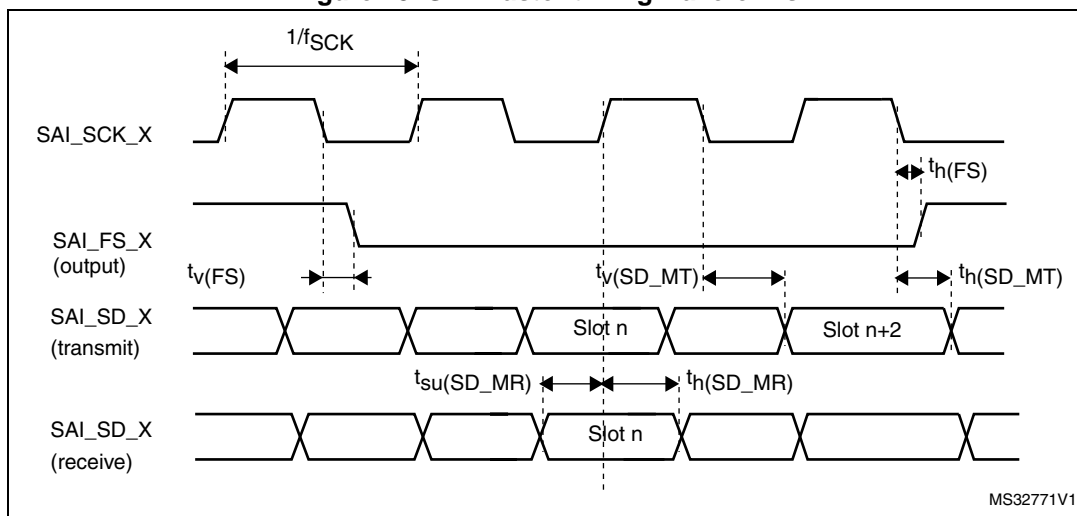 1/fSCK
SAI_SCK_X
th(FS)
SAI_FS_X
(output)
tv(FS)
tv(SD_MT)
th(SD_MT)
SAI_SD_X
(transmit)
Slot n
Slot n+2
tsu(SD_MR)
th(SD_MR)
SAI_SD_X
(receive)
Slot n
MS32771V1